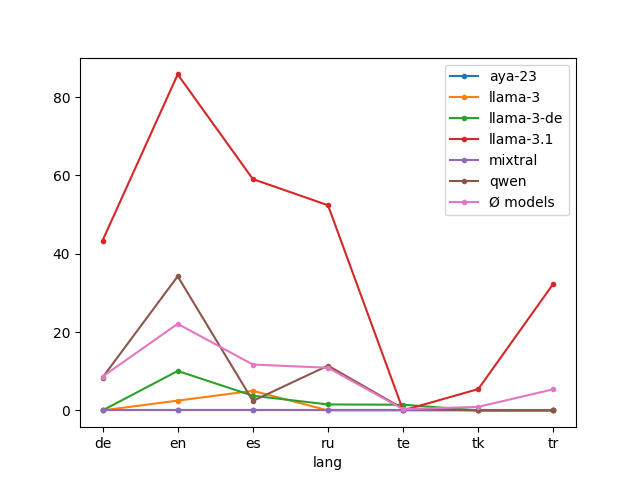 80
60
40
20
0
de en es ru te tk tr
lang
aya-23
llama-3
llama-3-de
llama-3.1
mixtral
qwen
Ø models